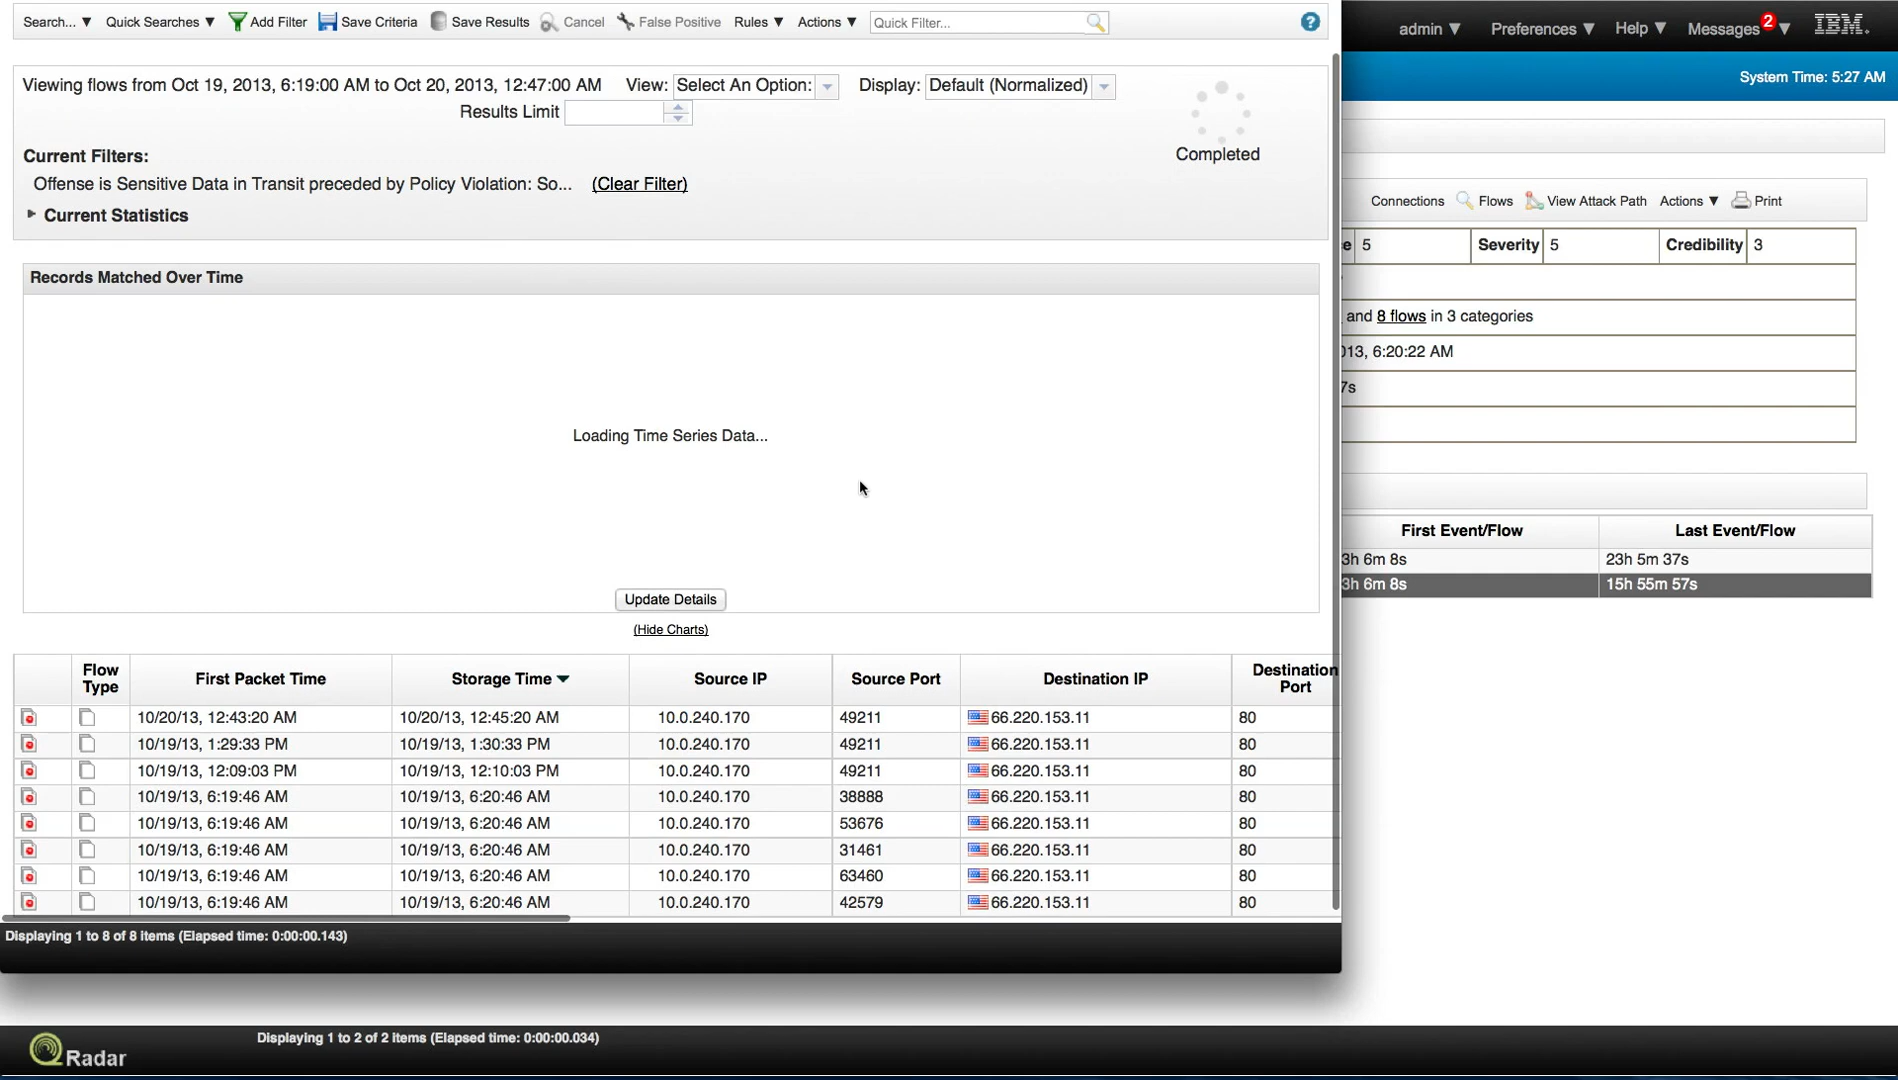 Search... ▼ Quick Searches ▼ Add Filter Save Criteria Save Results Cancel False Positive Rules ▼ Actions ▼ Quick Filter... ?
admin ▼ Preferences ▼ Help ▼ Messages 2 ▼ IBM.
System Time: 5:27 AM
Viewing flows from Oct 19, 2013, 6:19:00 AM to Oct 20, 2013, 12:47:00 AM View: Select An Option: Display: Default (Normalized)
Results Limit
Completed
Current Filters:
Offense is Sensitive Data in Transit preceded by Policy Violation: So... (Clear Filter)
Current Statistics
Connections Flows View Attack Path Actions ▼ Print
e 5 Severity 5 Credibility 3
and 8 flows in 3 categories
013, 6:20:22 AM
7s
Records Matched Over Time
Loading Time Series Data...
Update Details
(Hide Charts)
First Event/Flow Last Event/Flow
3h 6m 8s 23h 5m 37s
3h 6m 8s 15h 55m 57s
Flow Type First Packet Time Storage Time ▼ Source IP Source Port Destination IP Destination Port
10/20/13, 12:43:20 AM 10/20/13, 12:45:20 AM 10.0.240.170 49211 66.220.153.11 80
10/19/13, 1:29:33 PM 10/19/13, 1:30:33 PM 10.0.240.170 49211 66.220.153.11 80
10/19/13, 12:09:03 PM 10/19/13, 12:10:03 PM 10.0.240.170 49211 66.220.153.11 80
10/19/13, 6:19:46 AM 10/19/13, 6:20:46 AM 10.0.240.170 38888 66.220.153.11 80
10/19/13, 6:19:46 AM 10/19/13, 6:20:46 AM 10.0.240.170 53676 66.220.153.11 80
10/19/13, 6:19:46 AM 10/19/13, 6:20:46 AM 10.0.240.170 31461 66.220.153.11 80
10/19/13, 6:19:46 AM 10/19/13, 6:20:46 AM 10.0.240.170 63460 66.220.153.11 80
10/19/13, 6:19:46 AM 10/19/13, 6:20:46 AM 10.0.240.170 42579 66.220.153.11 80
Displaying 1 to 8 of 8 items (Elapsed time: 0:00:00.143)
QRadar
Displaying 1 to 2 of 2 items (Elapsed time: 0:00:00.034)